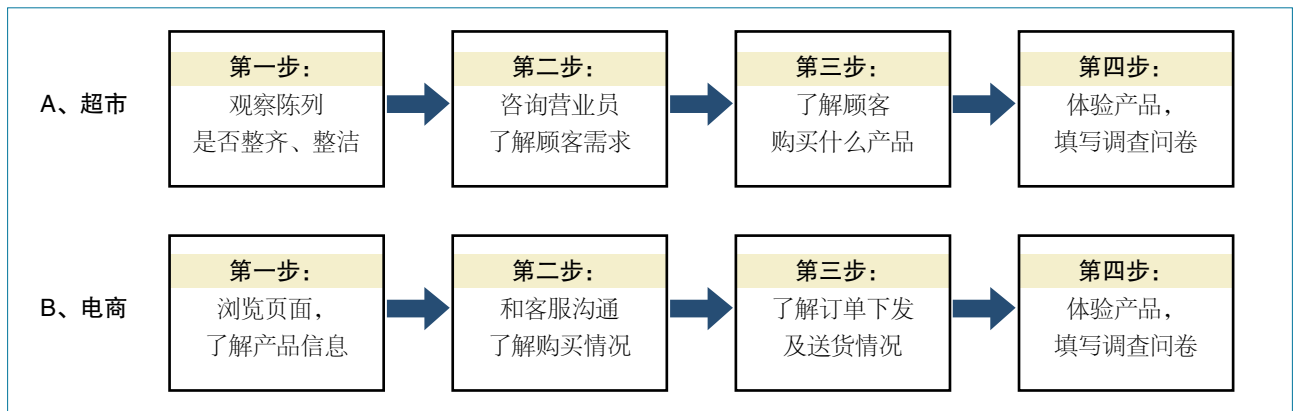 A、超市
第一步：
观察陈列
是否整齐、整洁
第二步：
咨询营业员
了解顾客需求
第三步：
了解顾客
购买什么产品
第四步：
体验产品，
填写调查问卷
B、电商
第一步：
浏览页面，
了解产品信息
第二步：
和客服沟通
了解购买情况
第三步：
了解订单下发
及送货情况
第四步：
体验产品，
填写调查问卷